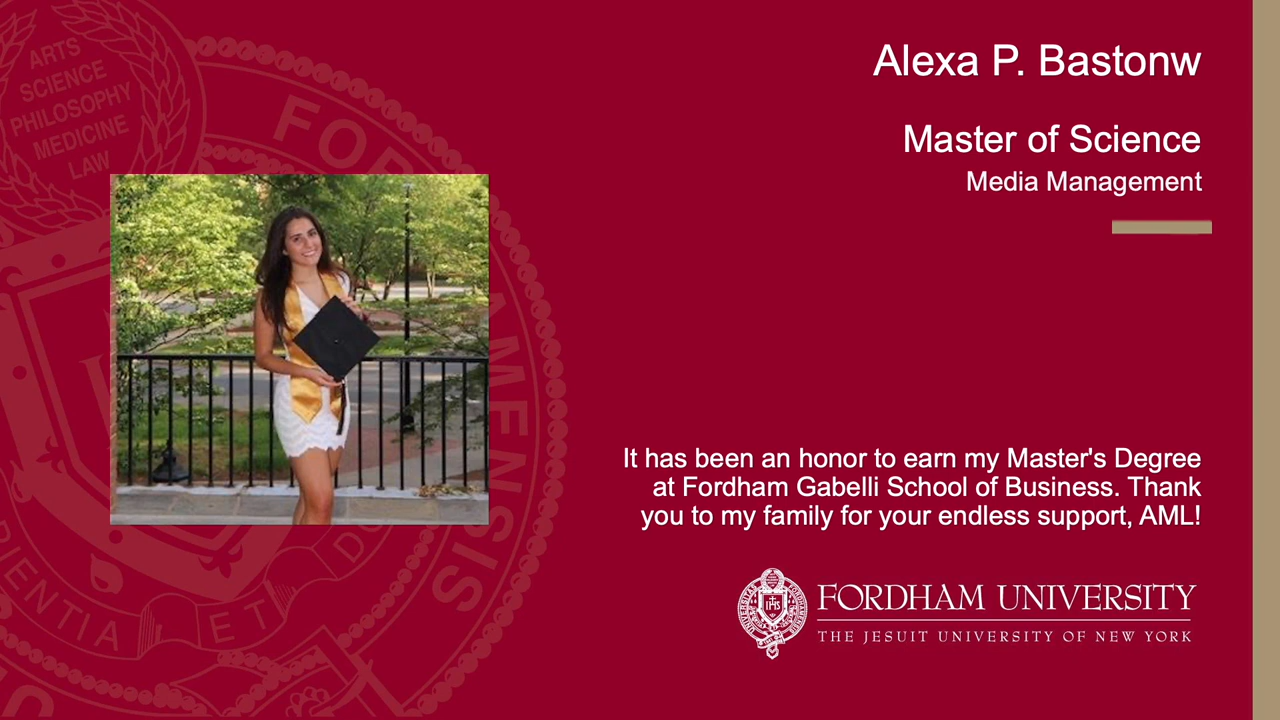 Alexa P. Bastonw
Master of Science
Media Management
It has been an honor to earn my Master's Degree
at Fordham Gabelli School of Business. Thank
you to my family for your endless support, AML!
FORDHAM UNIVERSITY
THE JESUIT UNIVERSITY OF NEW YORK
ARTS
SCIENCE
PHILOSOPHY
MEDICINE
LAW
ET